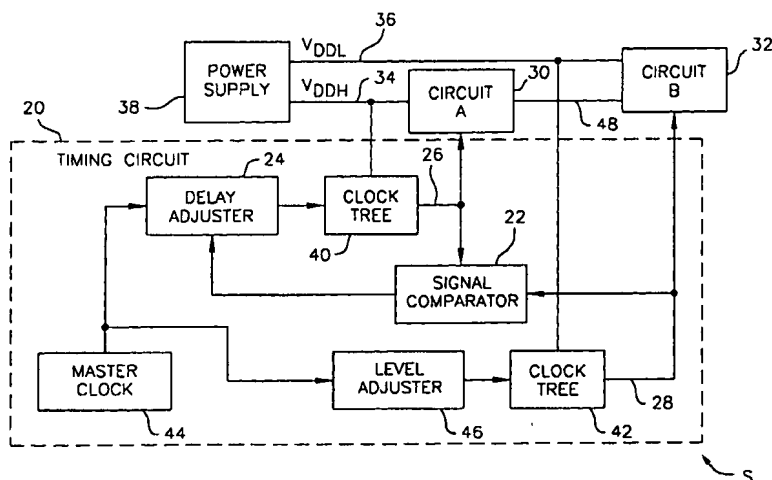 36
VDDL
POWER SUPPLY
VDDH
34
30
CIRCUIT A
CIRCUIT B
32
38
48
20
TIMING CIRCUIT
24
DELAY ADJUSTER
26
CLOCK TREE
40
22
SIGNAL COMPARATOR
MASTER CLOCK
44
LEVEL ADJUSTER
46
CLOCK TREE
42
28
S